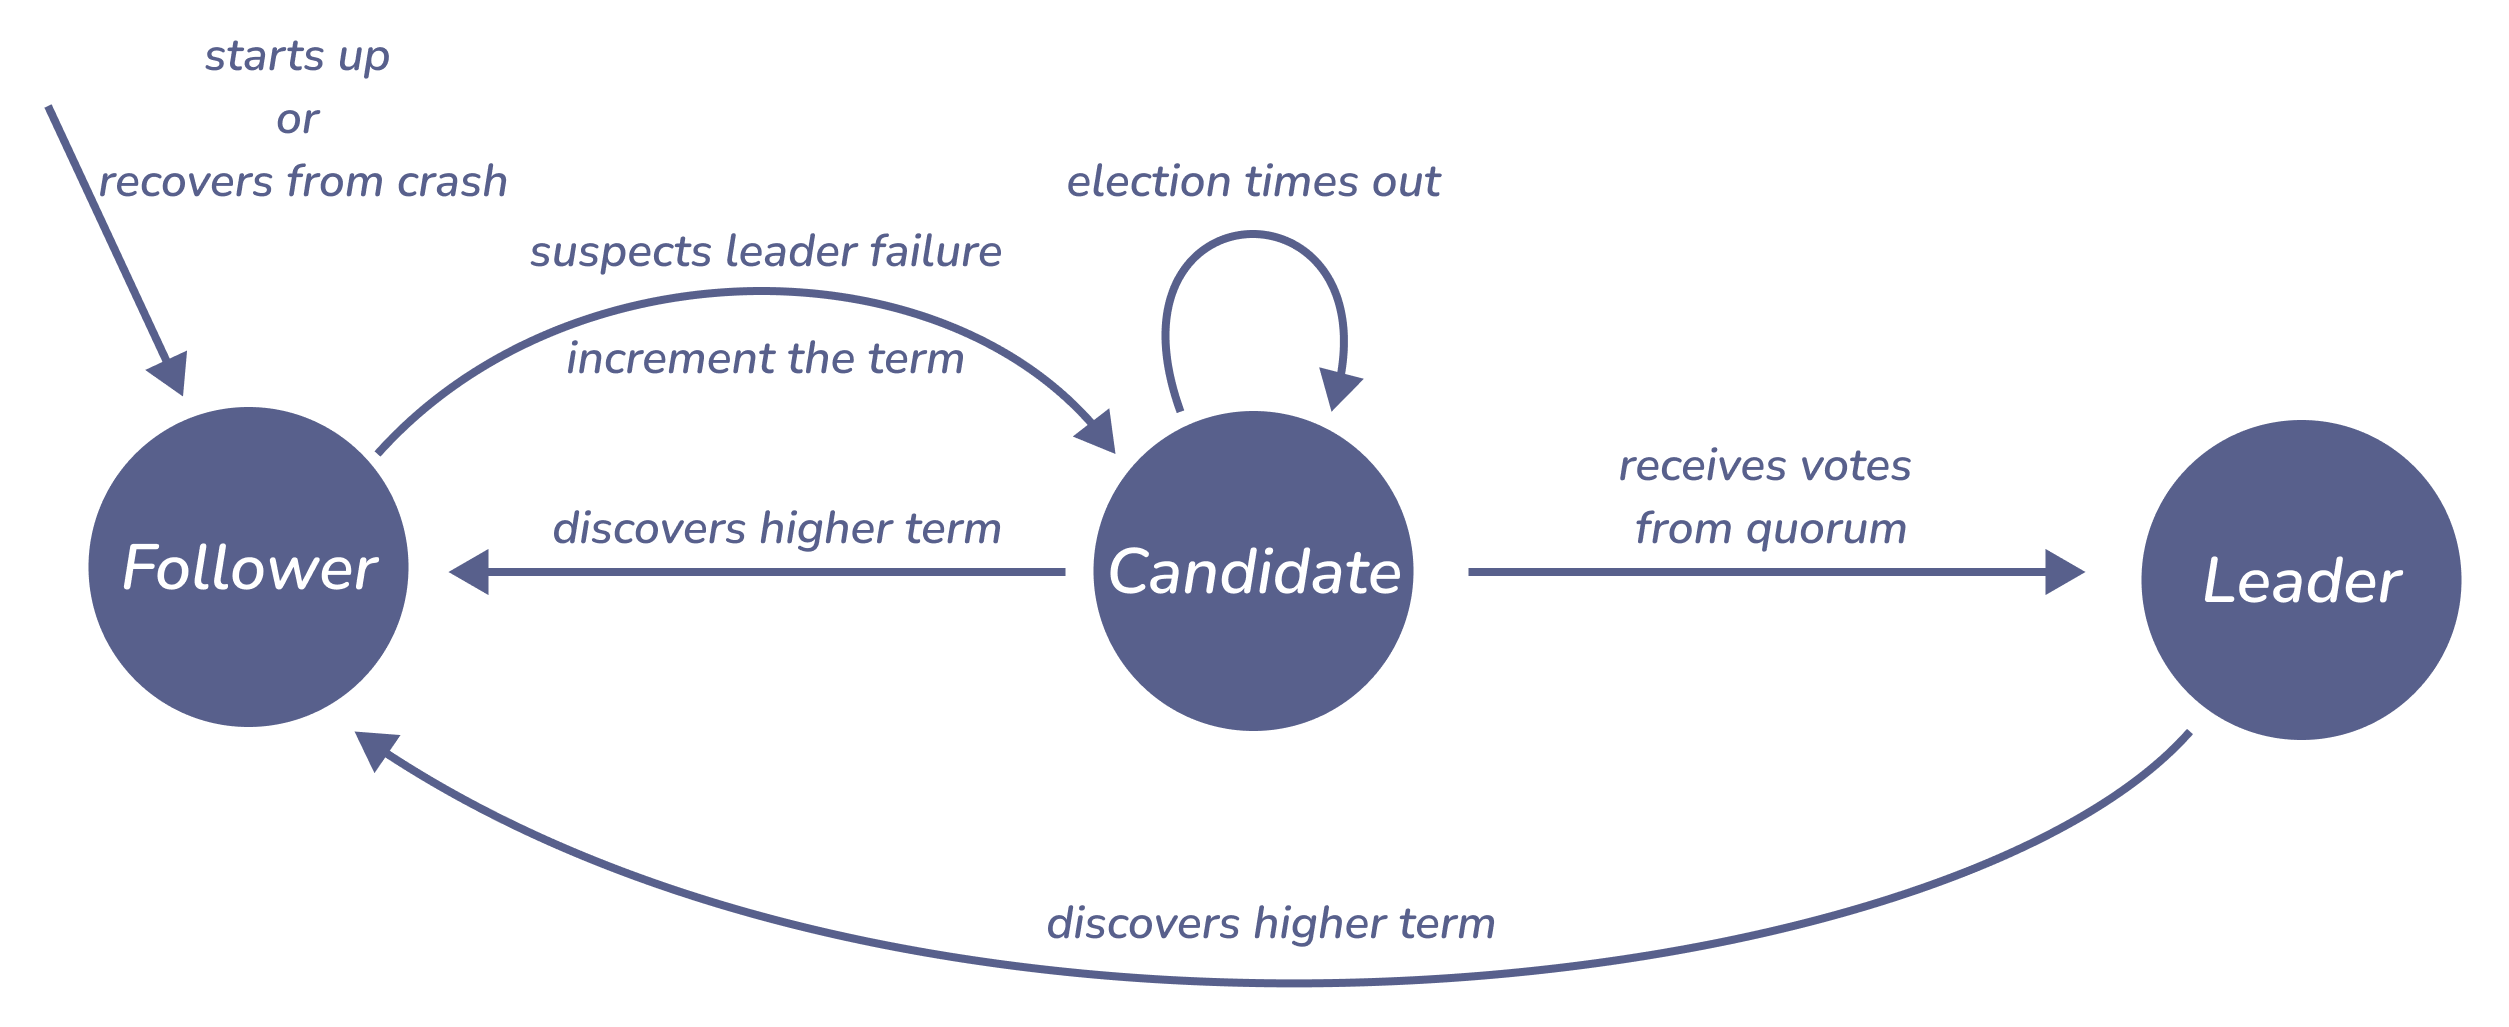 starts up
or
recovers from crash
election times out
suspects leader failure
increment the term
receives votes
from quorum
discovers higher term
Follower
Candidate
Leader
discovers higher term